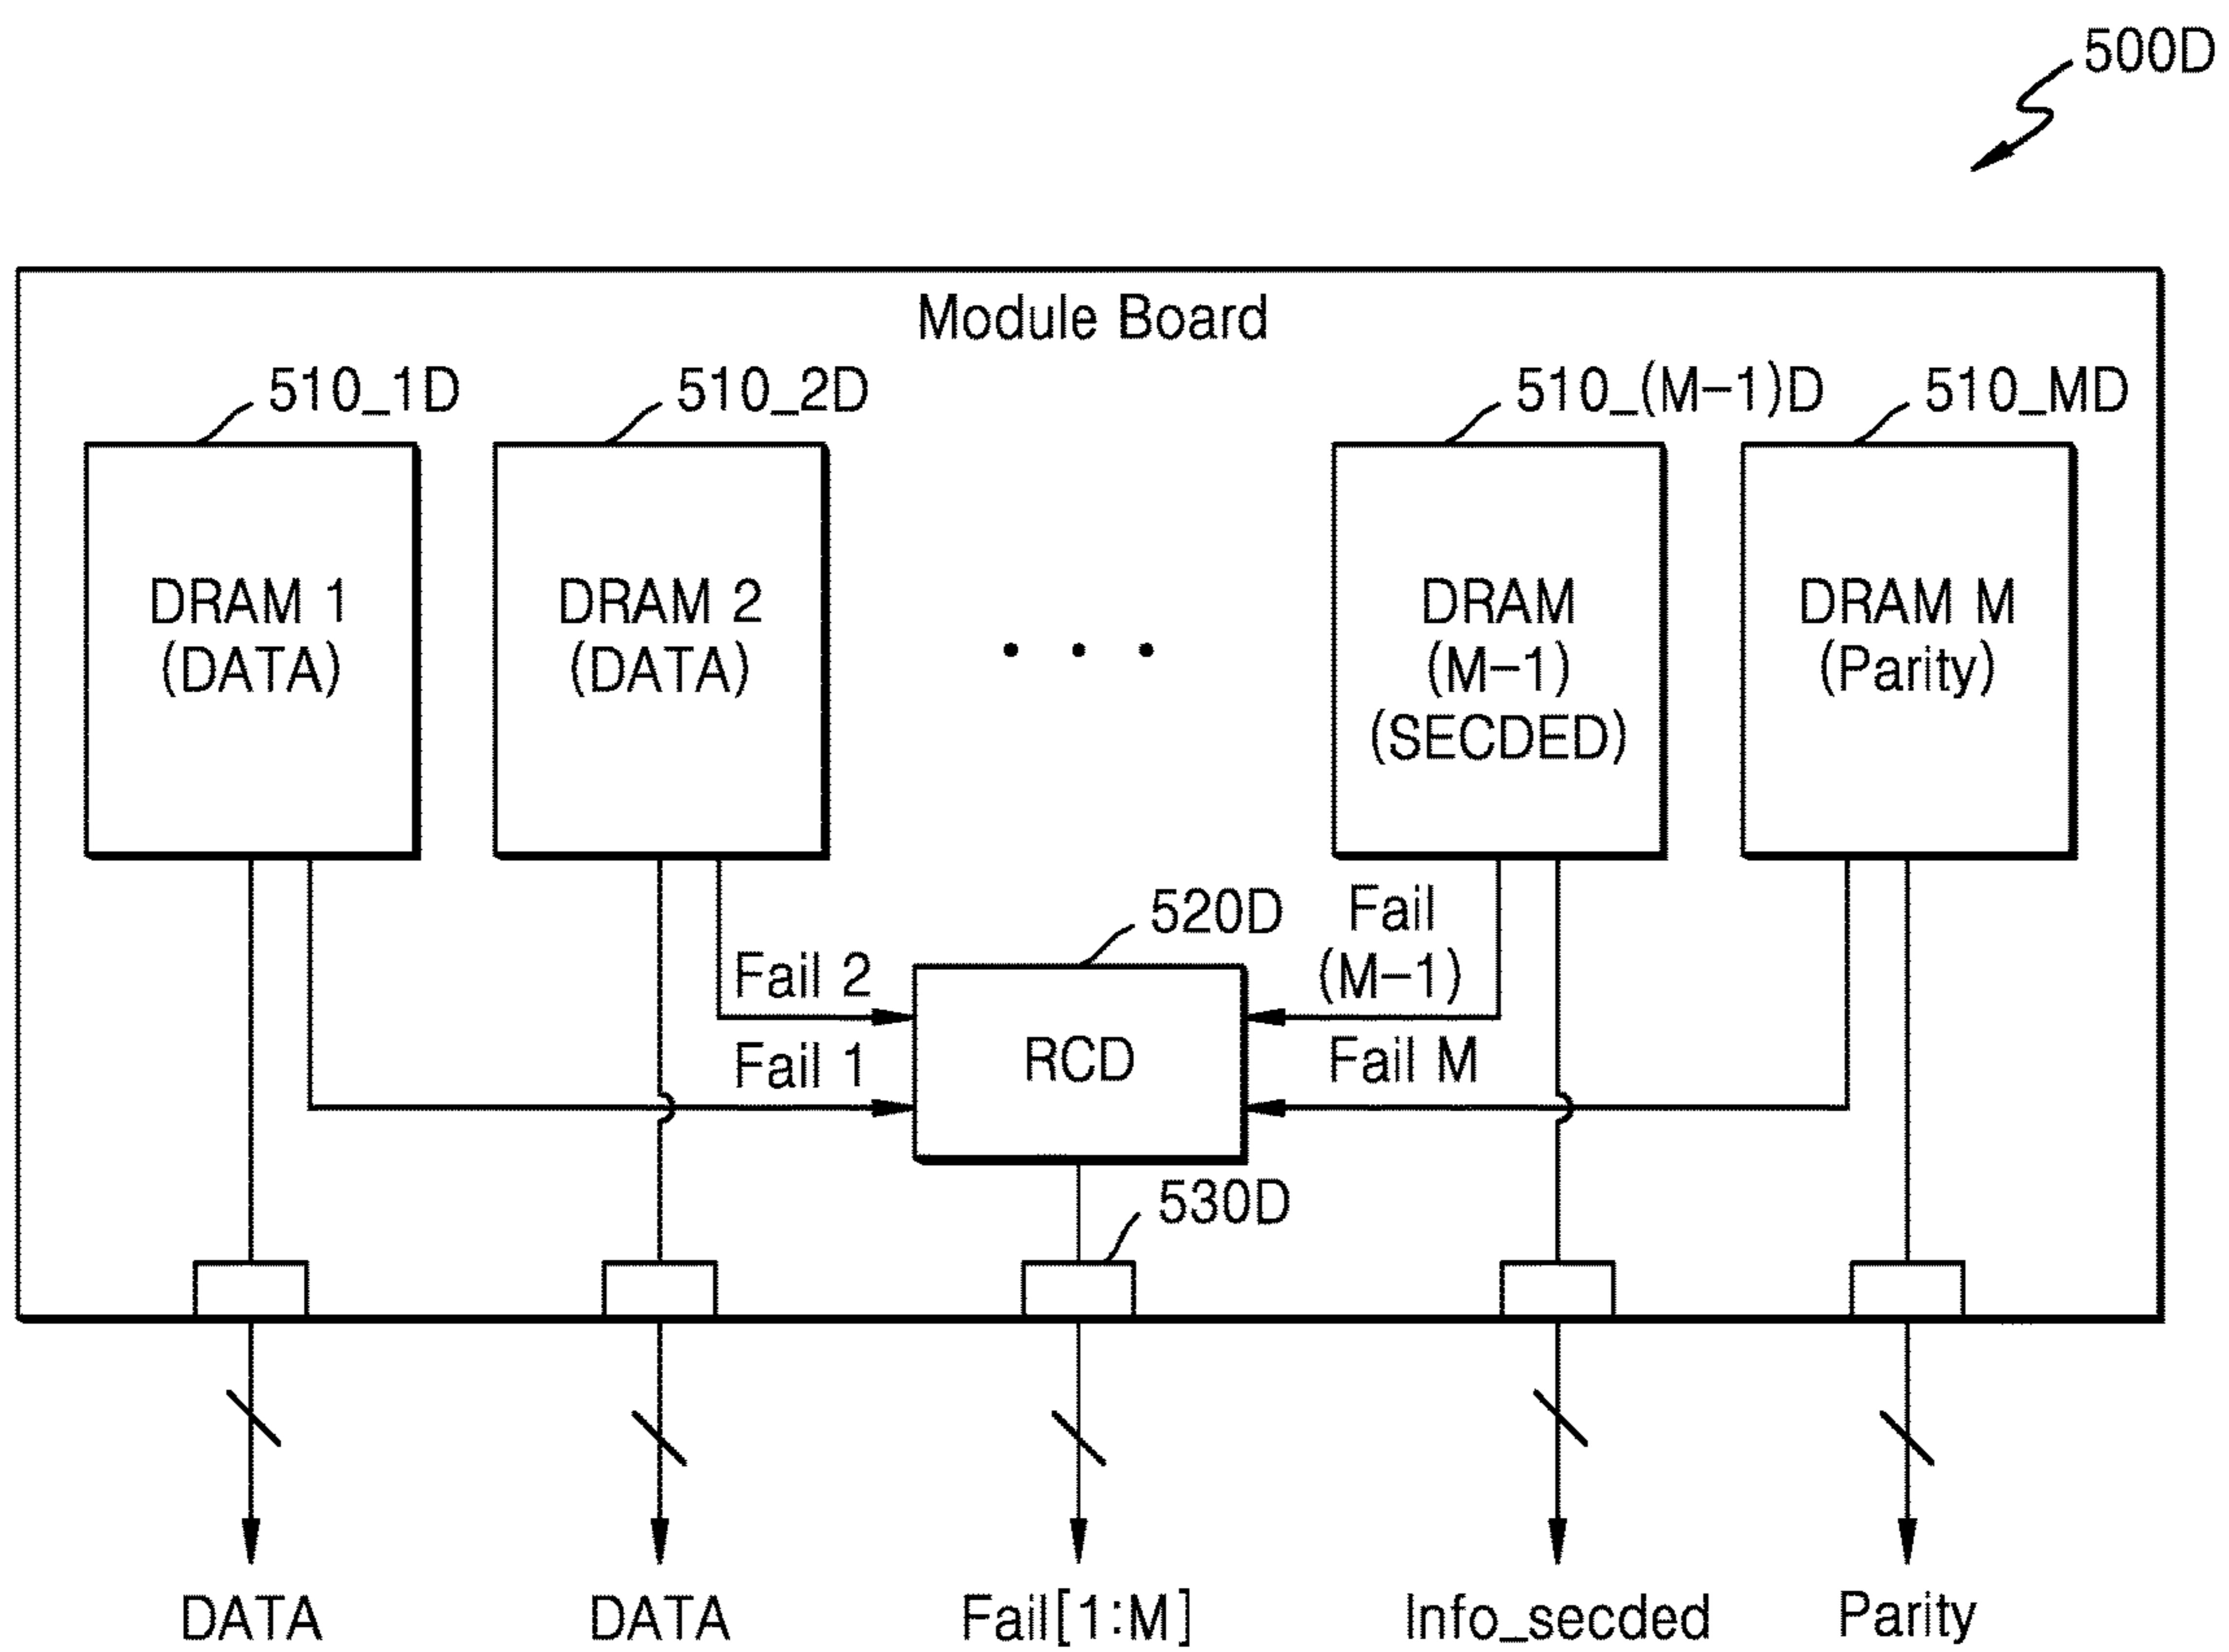 500D
Module Board
510_1D
510_2D
510_(M-1)D
510_MD
DRAM 1
(DATA)
DRAM 2
(DATA)
DRAM
(M-1)
(SECDED)
DRAM M
(Parity)
520D
Fail 2
Fail 1
RCD
Fail
(M-1)
Fail M
530D
DATA
DATA
Fail[1:M]
Info_secded
Parity